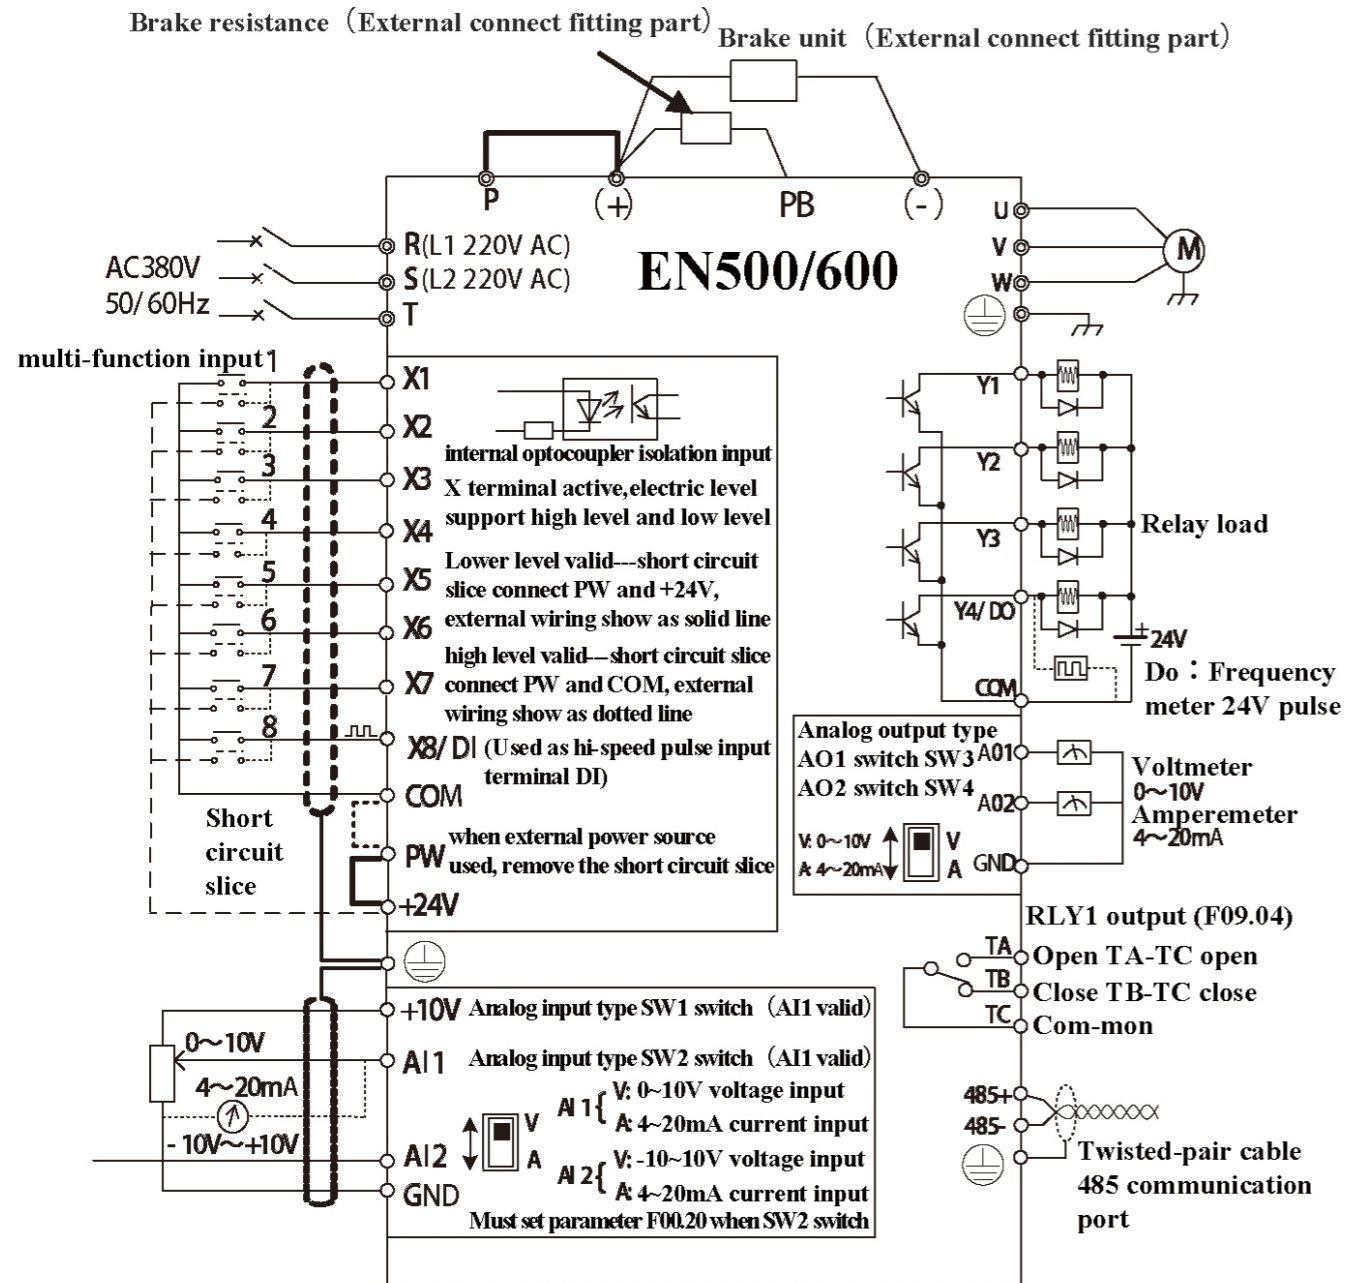 Brake resistance（External connect fitting part）
Brake unit（External connect fitting part）
P
(+)
PB
(-)
AC380V
50/60Hz
R(L1 220V AC)
S(L2 220V AC)
T
EN500/600
U
V
W
M
multi-function input 1
2
3
4
5
6
7
8
X1
X2
X3
X4
X5
X6
X7
X8/DI
COM
PW
+24V
internal optocoupler isolation input
X terminal active,electric level
support high level and low level
Lower level valid---short circuit
slice connect PW and +24V,
external wiring show as solid line
high level valid---short circuit slice
connect PW and COM, external
wiring show as dotted line
(Used as hi-speed pulse input
terminal DI)
when external power source
used, remove the short circuit slice
Short
circuit
slice
Y1
Y2
Y3
Y4/DO
COM
Relay load
+
24V
Do：Frequency
meter 24V pulse
Analog output type
AO1 switch SW3
AO2 switch SW4
V: 0～10V
A: 4～20mA
V
A
A01
A02
GND
Voltmeter
0～10V
Amperemeter
4～20mA
RLY1 output (F09.04)
TA
Open TA-TC open
TB
Close TB-TC close
TC
Com-mon
+10V
AI1
AI2
GND
0～10V
4～20mA
-10V～+10V
Analog input type SW1 switch（AI1 valid）
Analog input type SW2 switch（AI1 valid）
V
A
AI 1{
V: 0~10V voltage input
A: 4~20mA current input
AI 2{
V: -10~10V voltage input
A: 4~20mA current input
Must set parameter F00.20 when SW2 switch
485+
485-
Twisted-pair cable
485 communication
port